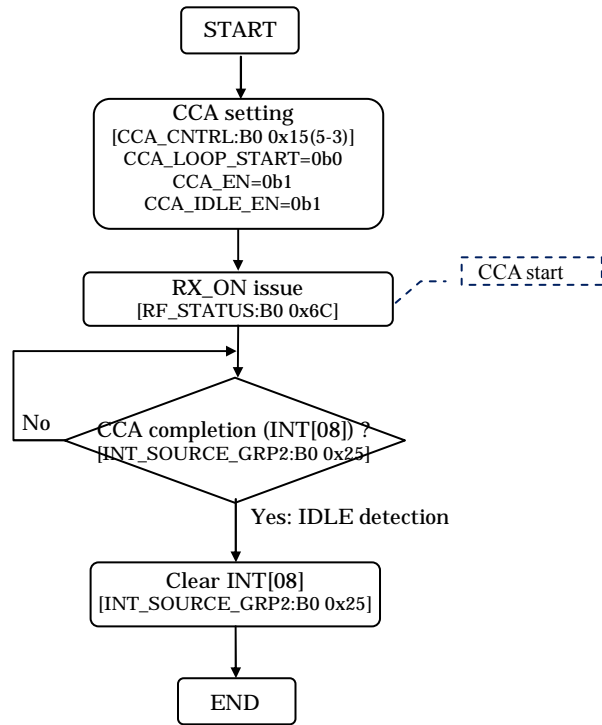 START
CCA setting
[CCA_CNTRL:B0 0x15(5-3)]
CCA_LOOP_START=0b0
CCA_EN=0b1
CCA_IDLE_EN=0b1
RX_ON issue
[RF_STATUS:B0 0x6C]
CCA start
No
CCA completion (INT[08]) ?
[INT_SOURCE_GRP2:B0 0x25]
Yes: IDLE detection
Clear INT[08]
[INT_SOURCE_GRP2:B0 0x25]
END